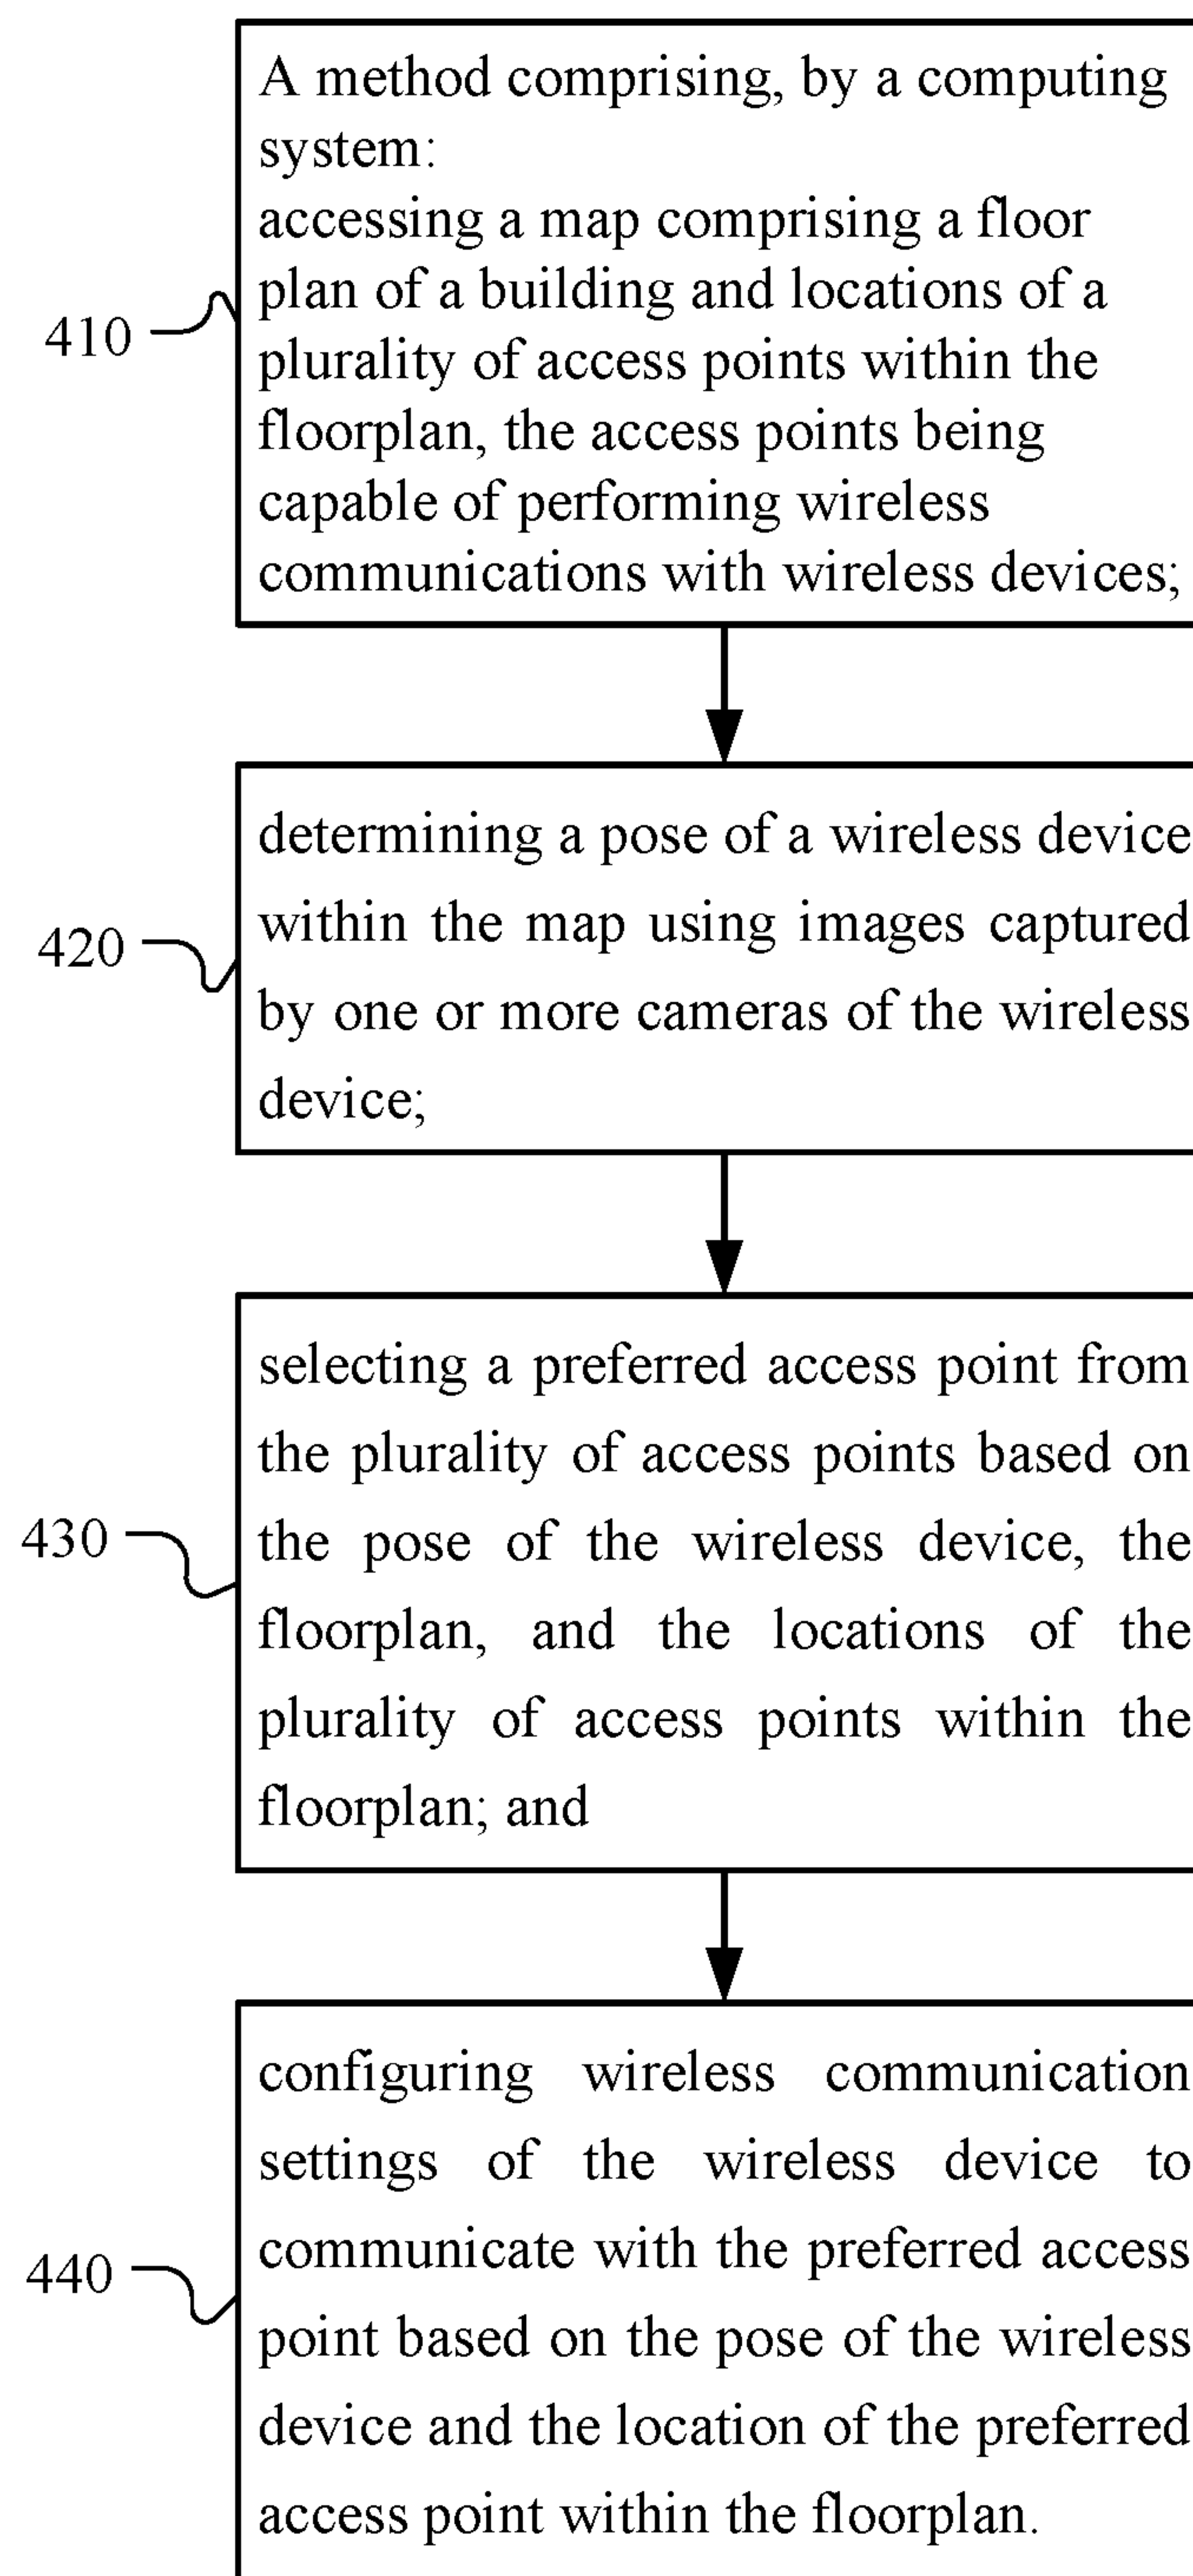 A method comprising, by a computing
system:
accessing a map comprising a floor
plan of a building and locations of a
410
plurality of access points within the
floorplan, the access points being
capable of performing wireless
communications with wireless devices;
determining a pose of a wireless device
420
within the map using images captured
by one or more cameras of the wireless
device;
selecting a preferred access point from
the plurality of access points based on
430
the pose of the wireless device, the
floorplan, and the locations of the
plurality of access points within the
floorplan; and
configuring wireless communication
settings of the wireless device to
440
communicate with the preferred access
point based on the pose of the wireless
device and the location of the preferred
access point within the floorplan.